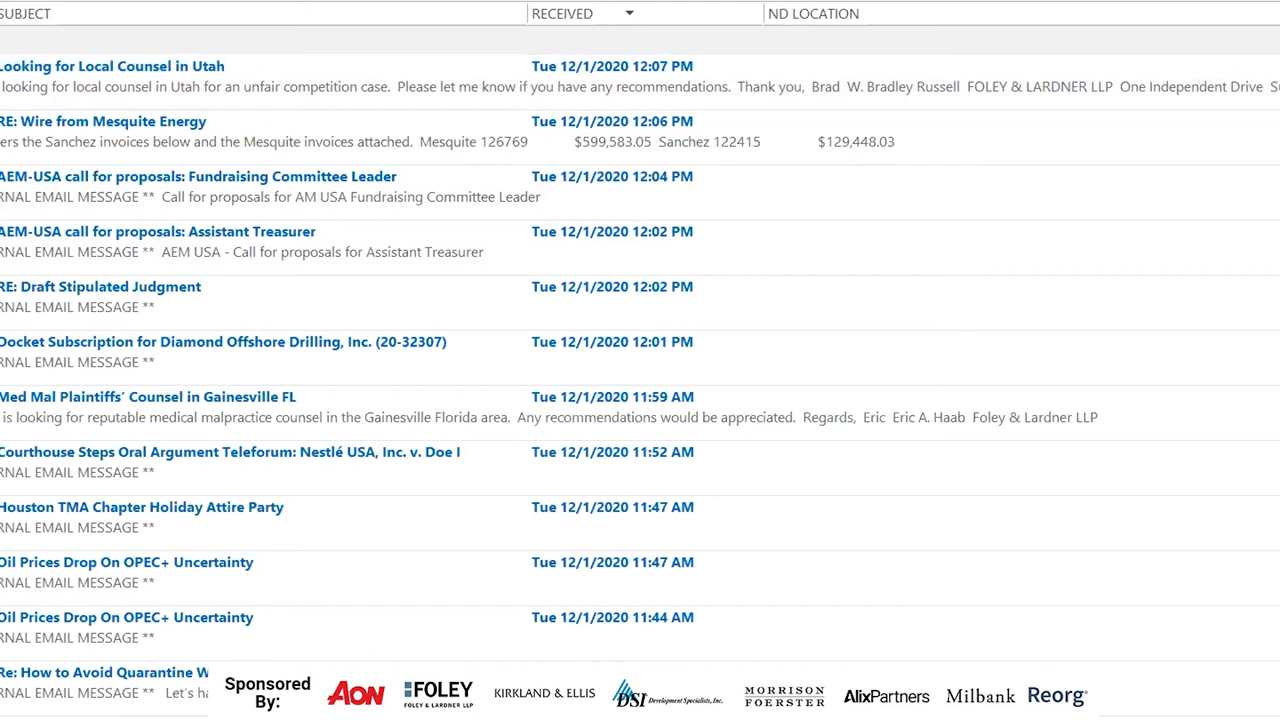 SUBJECT RECEIVED ND LOCATION
Looking for Local Counsel in Utah Tue 12/1/2020 12:07 PM
looking for local counsel in Utah for an unfair competition case. Please let me know if you have any recommendations. Thank you, Brad W. Bradley Russell FOLEY & LARDNER LLP One Independent Drive S
RE: Wire from Mesquite Energy Tue 12/1/2020 12:06 PM
ers the Sanchez invoices below and the Mesquite invoices attached. Mesquite 126769 $599,583.05 Sanchez 122415 $129,448.03
AEM-USA call for proposals: Fundraising Committee Leader Tue 12/1/2020 12:04 PM
RNAL EMAIL MESSAGE ** Call for proposals for AM USA Fundraising Committee Leader
AEM-USA call for proposals: Assistant Treasurer Tue 12/1/2020 12:02 PM
RNAL EMAIL MESSAGE ** AEM USA - Call for proposals for Assistant Treasurer
RE: Draft Stipulated Judgment Tue 12/1/2020 12:02 PM
RNAL EMAIL MESSAGE **
Docket Subscription for Diamond Offshore Drilling, Inc. (20-32307) Tue 12/1/2020 12:01 PM
RNAL EMAIL MESSAGE **
Med Mal Plaintiffs' Counsel in Gainesville FL Tue 12/1/2020 11:59 AM
is looking for reputable medical malpractice counsel in the Gainesville Florida area. Any recommendations would be appreciated. Regards, Eric Eric A. Haab Foley & Lardner LLP
Courthouse Steps Oral Argument Teleforum: Nestlé USA, Inc. v. Doe I Tue 12/1/2020 11:52 AM
RNAL EMAIL MESSAGE **
Houston TMA Chapter Holiday Attire Party Tue 12/1/2020 11:47 AM
RNAL EMAIL MESSAGE **
Oil Prices Drop On OPEC+ Uncertainty Tue 12/1/2020 11:47 AM
RNAL EMAIL MESSAGE **
Oil Prices Drop On OPEC+ Uncertainty Tue 12/1/2020 11:44 AM
RNAL EMAIL MESSAGE **
Re: How to Avoid Quarantine W
RNAL EMAIL MESSAGE ** Let's ha
Sponsored
By:
AON
FOLEY
FOLEY & LARDNER LLP
KIRKLAND & ELLIS
DSI Development Specialists, Inc.
MORRISON
FOERSTER
AlixPartners
Milbank
Reorg